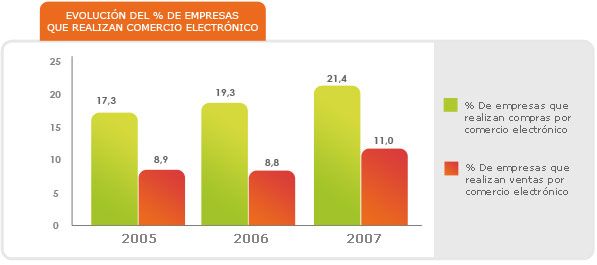 EVOLUCIÓN DEL % DE EMPRESAS
QUE REALIZAN COMERCIO ELECTRÓNICO
25
20
15
10
5
0
17,3
8,9
19,3
8,8
21,4
11,0
2005
2006
2007
% De empresas que
realizan compras por
comercio electrónico
% De empresas que
realizan ventas por
comercio electrónico